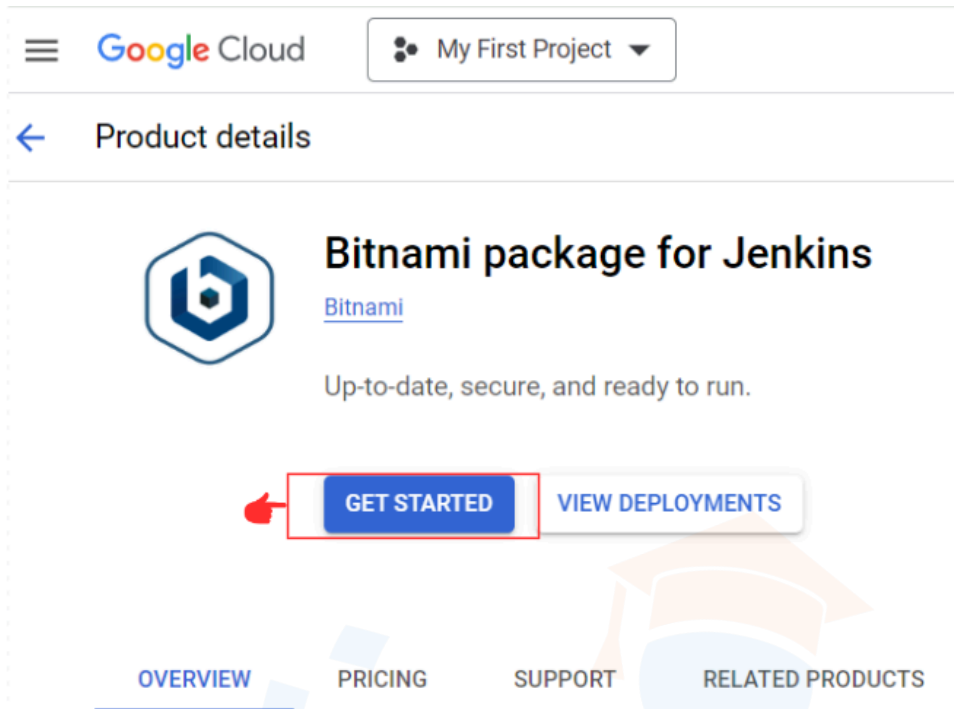 Google Cloud
My First Project
Product details
Bitnami package for Jenkins
Bitnami
Up-to-date, secure, and ready to run.
GET STARTED
VIEW DEPLOYMENTS
OVERVIEW PRICING SUPPORT RELATED PRODUCTS